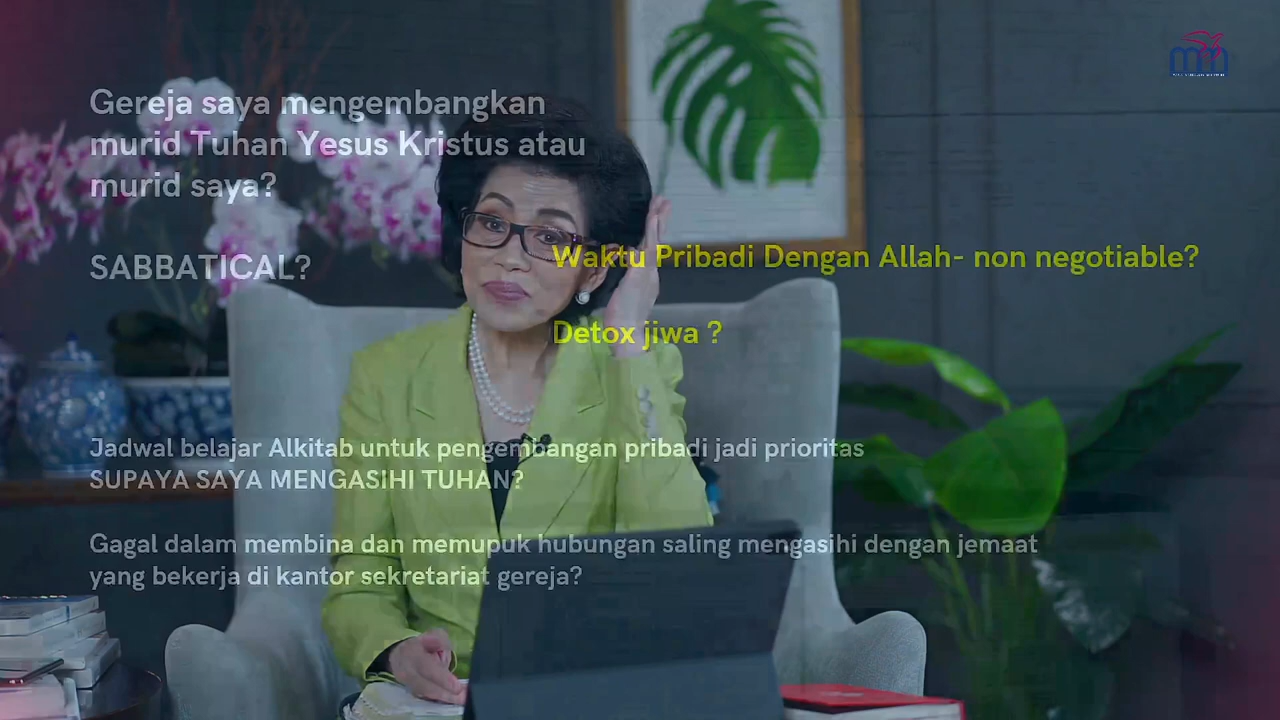 Gereja saya mengembangkan
murid Tuhan Yesus Kristus atau
murid saya?
SABBATICAL?
Waktu Pribadi Dengan Allah- non negotiable?
Detox jiwa ?
Jadwal belajar Alkitab untuk pengembangan pribadi jadi prioritas
SUPAYA SAYA MENGASIHI TUHAN?
Gagal dalam membina dan memupuk hubungan saling mengasihi dengan jemaat
yang bekerja di kantor sekretariat gereja?